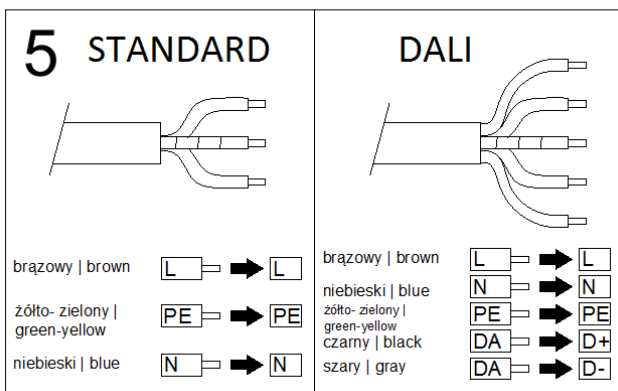 5 STANDARD
brązowy | brown L L
żółto- zielony |
green-yellow PE PE
niebieski | blue N N
DALI
brązowy | brown L L
niebieski | blue N N
żółto- zielony |
green-yellow PE PE
czarny | black DA D+
szary | gray DA D-